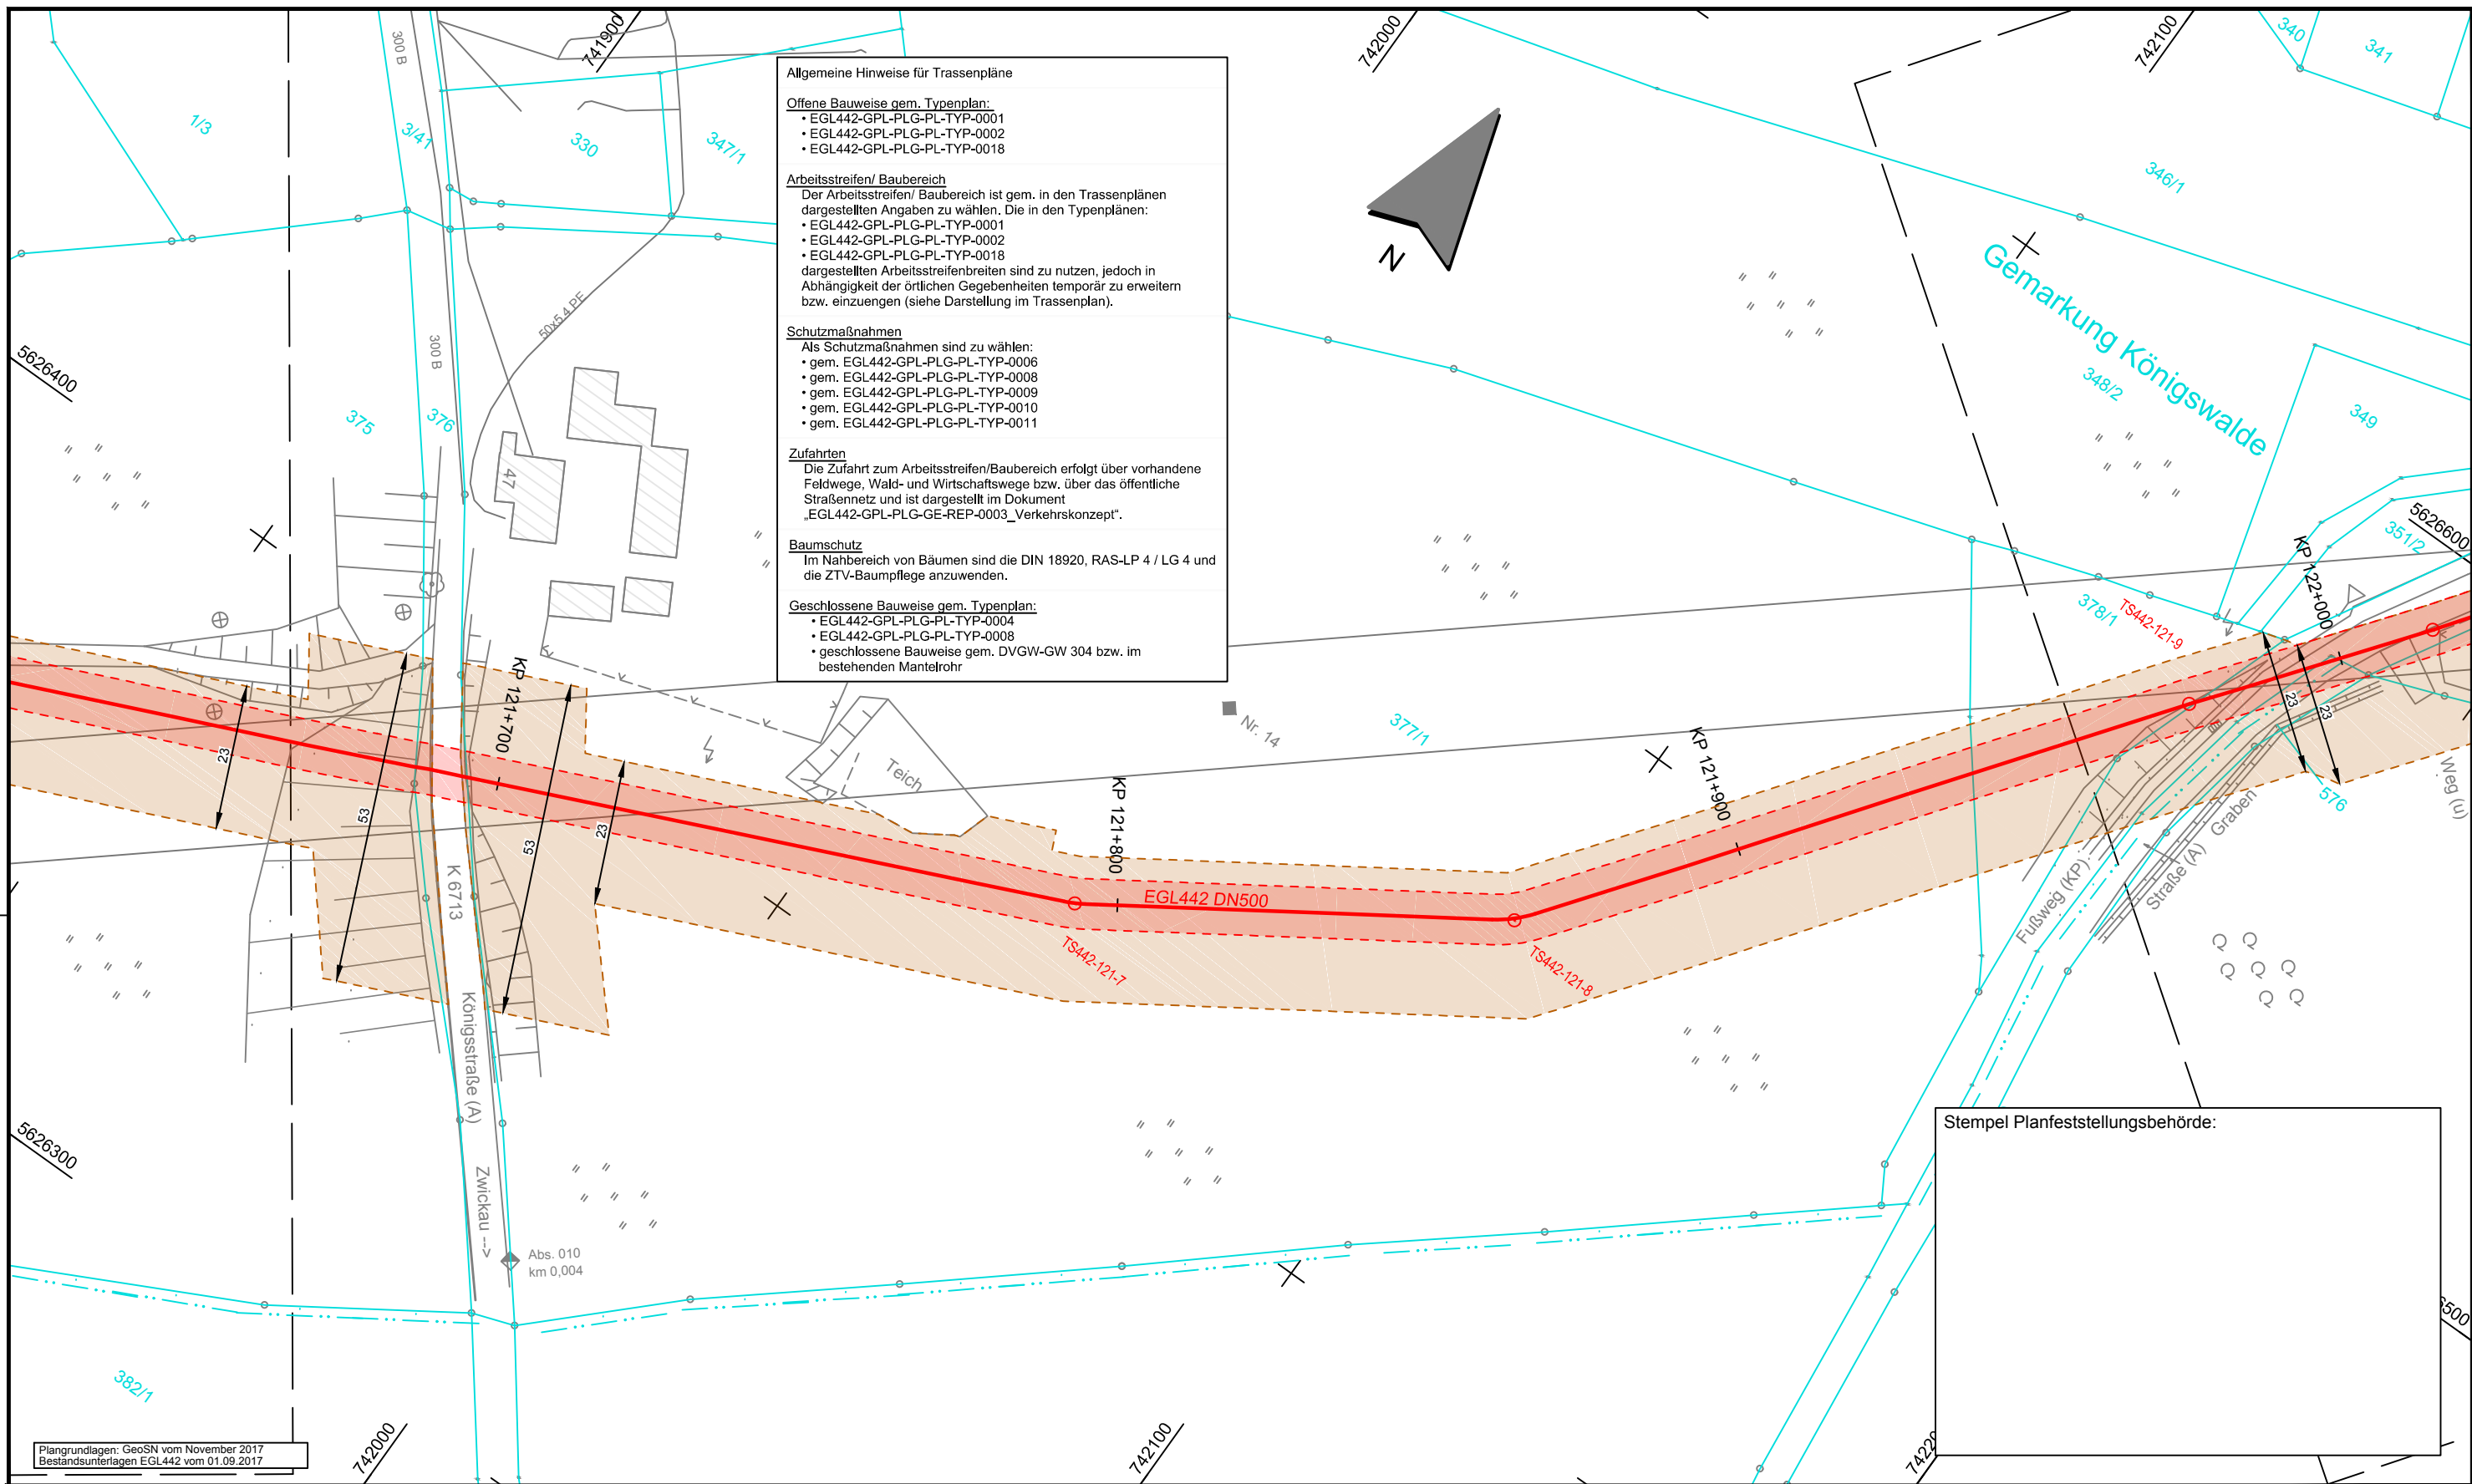 741900
742000
742100
300 B
1/3
3/41
330
347/1
340
341
346/1
Allgemeine Hinweise für Trassenpläne
Offene Bauweise gem. Typenplan:
• EGL442-GPL-PLG-PL-TYP-0001
• EGL442-GPL-PLG-PL-TYP-0002
• EGL442-GPL-PLG-PL-TYP-0018
Arbeitsstreifen/ Baubereich
Der Arbeitsstreifen/ Baubereich ist gem. in den Trassenplänen
dargestellten Angaben zu wählen. Die in den Typenplänen:
• EGL442-GPL-PLG-PL-TYP-0001
• EGL442-GPL-PLG-PL-TYP-0002
• EGL442-GPL-PLG-PL-TYP-0018
dargestellten Arbeitsstreifenbreiten sind zu nutzen, jedoch in
Abhängigkeit der örtlichen Gegebenheiten temporär zu erweitern
bzw. einzuengen (siehe Darstellung im Trassenplan).
Schutzmaßnahmen
Als Schutzmaßnahmen sind zu wählen:
• gem. EGL442-GPL-PLG-PL-TYP-0006
• gem. EGL442-GPL-PLG-PL-TYP-0008
• gem. EGL442-GPL-PLG-PL-TYP-0009
• gem. EGL442-GPL-PLG-PL-TYP-0010
• gem. EGL442-GPL-PLG-PL-TYP-0011
Zufahrten
Die Zufahrt zum Arbeitsstreifen/Baubereich erfolgt über vorhandene
Feldwege, Wald- und Wirtschaftswege bzw. über das öffentliche
Straßennetz und ist dargestellt im Dokument
„EGL442-GPL-PLG-GE-REP-0003_Verkehrskonzept“.
Baumschutz
Im Nahbereich von Bäumen sind die DIN 18920, RAS-LP 4 / LG 4 und
die ZTV-Baumpflege anzuwenden.
Geschlossene Bauweise gem. Typenplan:
• EGL442-GPL-PLG-PL-TYP-0004
• EGL442-GPL-PLG-PL-TYP-0008
• geschlossene Bauweise gem. DVGW-GW 304 bzw. im
bestehenden Mantelrohr
N
Gemarkung Königswalde
50x5.4 PE
300 B
5626400
375
376
47
348/2
349
351/2
5626600
378/1
TS442-121-9
KP 122+000
KP 121+700
23
53
53
23
Teich
Nr. 14
377/1
KP 121+800
KP 121+900
23
23
576
Weg (u)
EGL442 DN500
TS442-121-7
TS442-121-8
K 6713
Königsstraße (A)
Zwickau -->
Fußweg (KP)
Straße (A)
Graben
5626300
Abs. 010
km 0,004
Stempel Planfeststellungsbehörde:
382/1
742000
742100
Plangrundlagen: GeoSN vom November 2017
Bestandsunterlagen EGL442 vom 01.09.2017